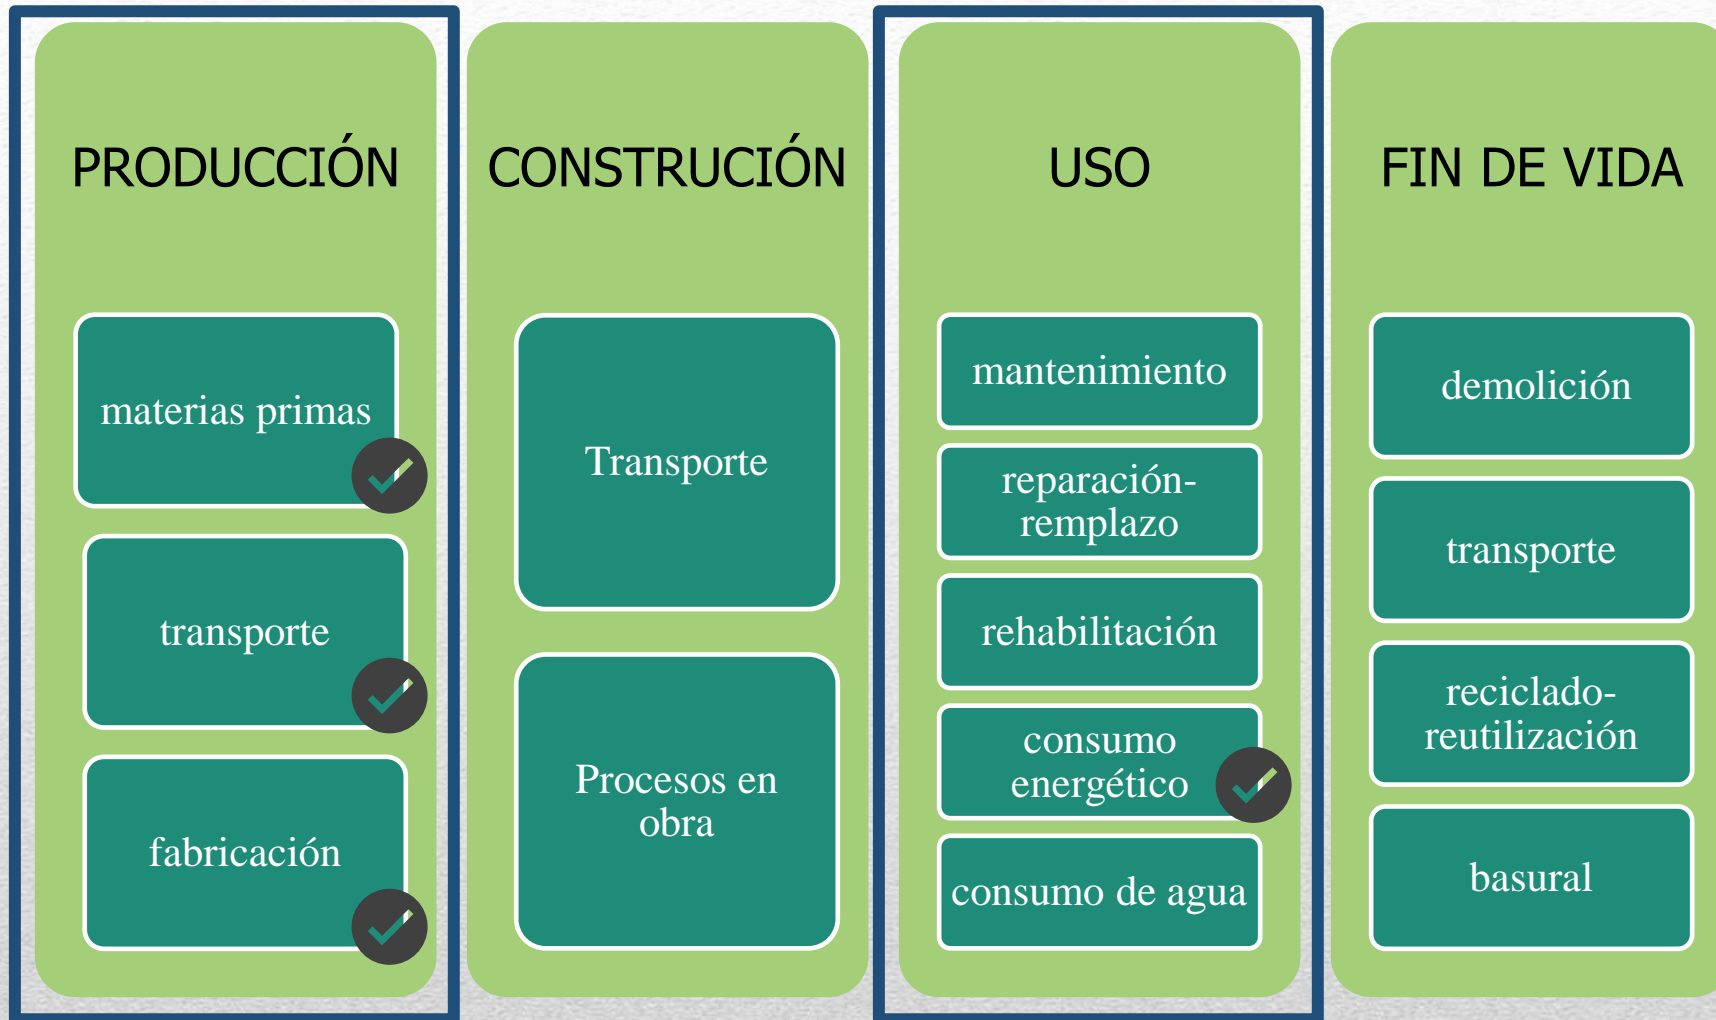 PRODUCCIÓN
materias primas
transporte
fabricación
CONSTRUCIÓN
Transporte
Procesos en
obra
USO
mantenimiento
reparación-
remplazo
rehabilitación
consumo
energético
consumo de agua
FIN DE VIDA
demolición
transporte
reciclado-
reutilización
basural